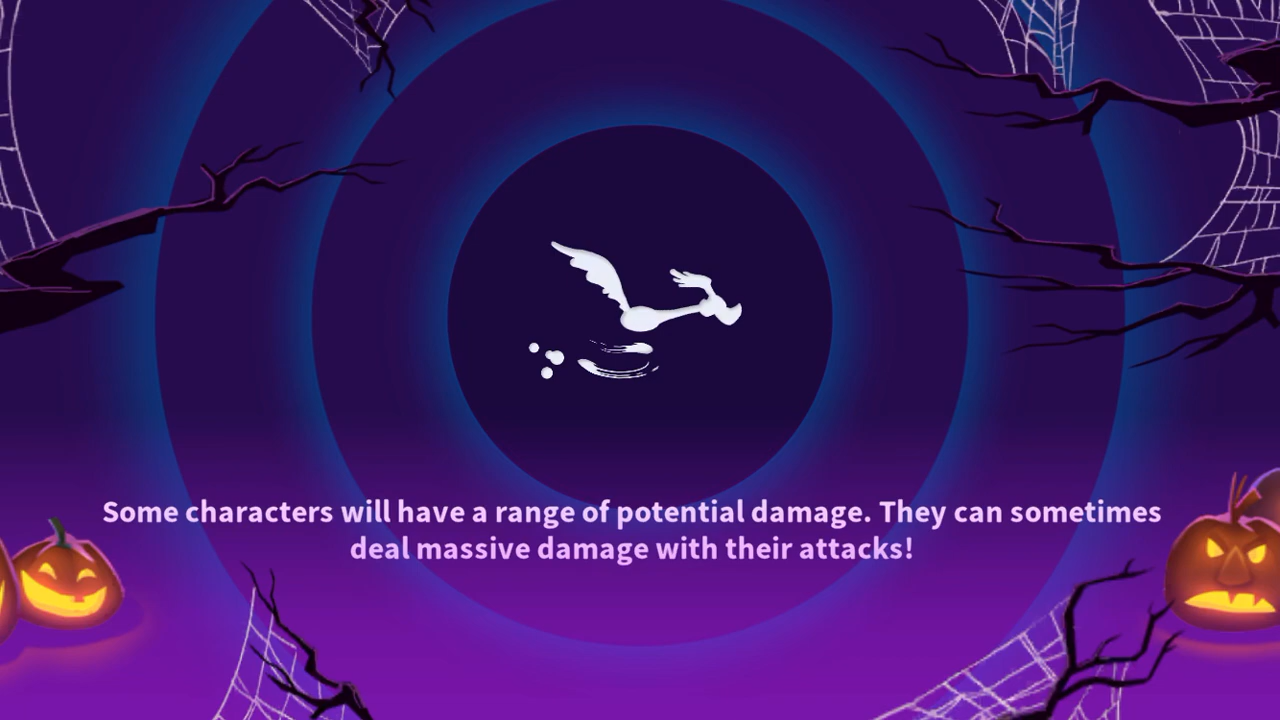 Some characters will have a range of potential damage. They can sometimes
deal massive damage with their attacks!